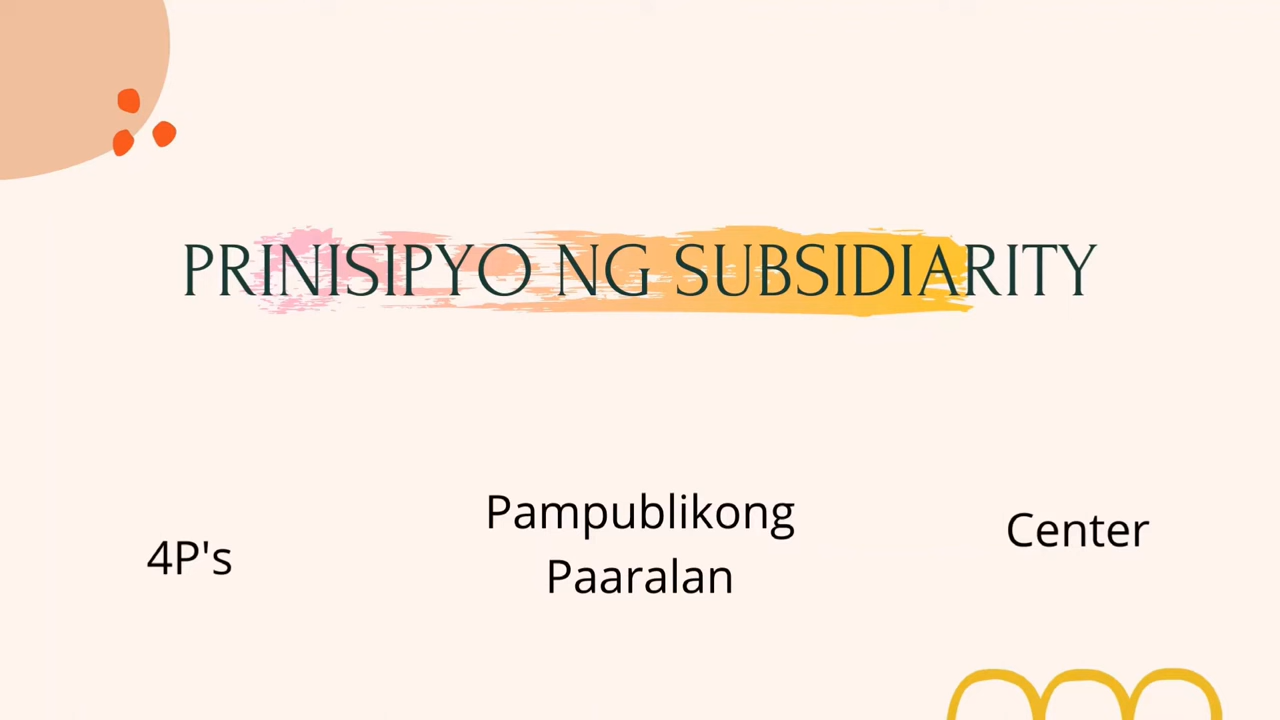 PRINISIPYO NG SUBSIDIARITY
4P's
Pampublikong
Paaralan
Center